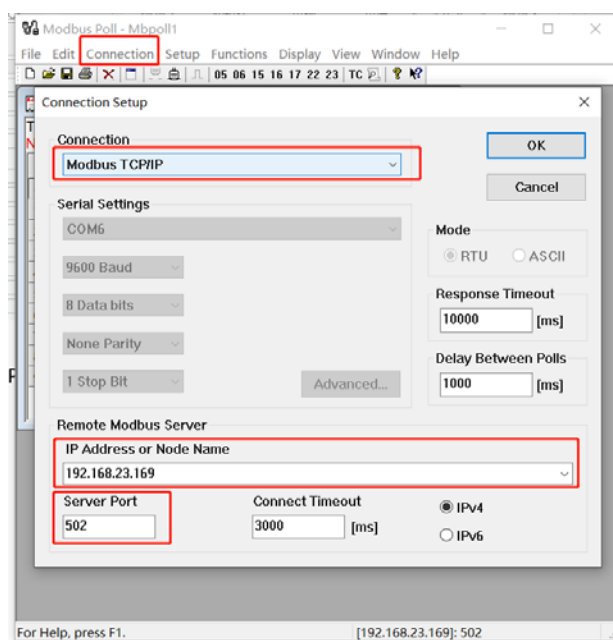 Modbus Poll - Mbpoll1
File Edit Connection Setup Functions Display View Window Help
05 06 15 16 17 22 23 TC
Connection Setup
Connection
Modbus TCP/IP
OK
Cancel
Serial Settings
COM6
Mode
RTU ASCII
9600 Baud
8 Data bits
Response Timeout
10000 [ms]
None Parity
Delay Between Polls
1 Stop Bit
Advanced...
1000 [ms]
Remote Modbus Server
IP Address or Node Name
192.168.23.169
Server Port
Connect Timeout
IPv4
502
3000 [ms]
IPv6
For Help, press F1.
[192.168.23.169]: 502